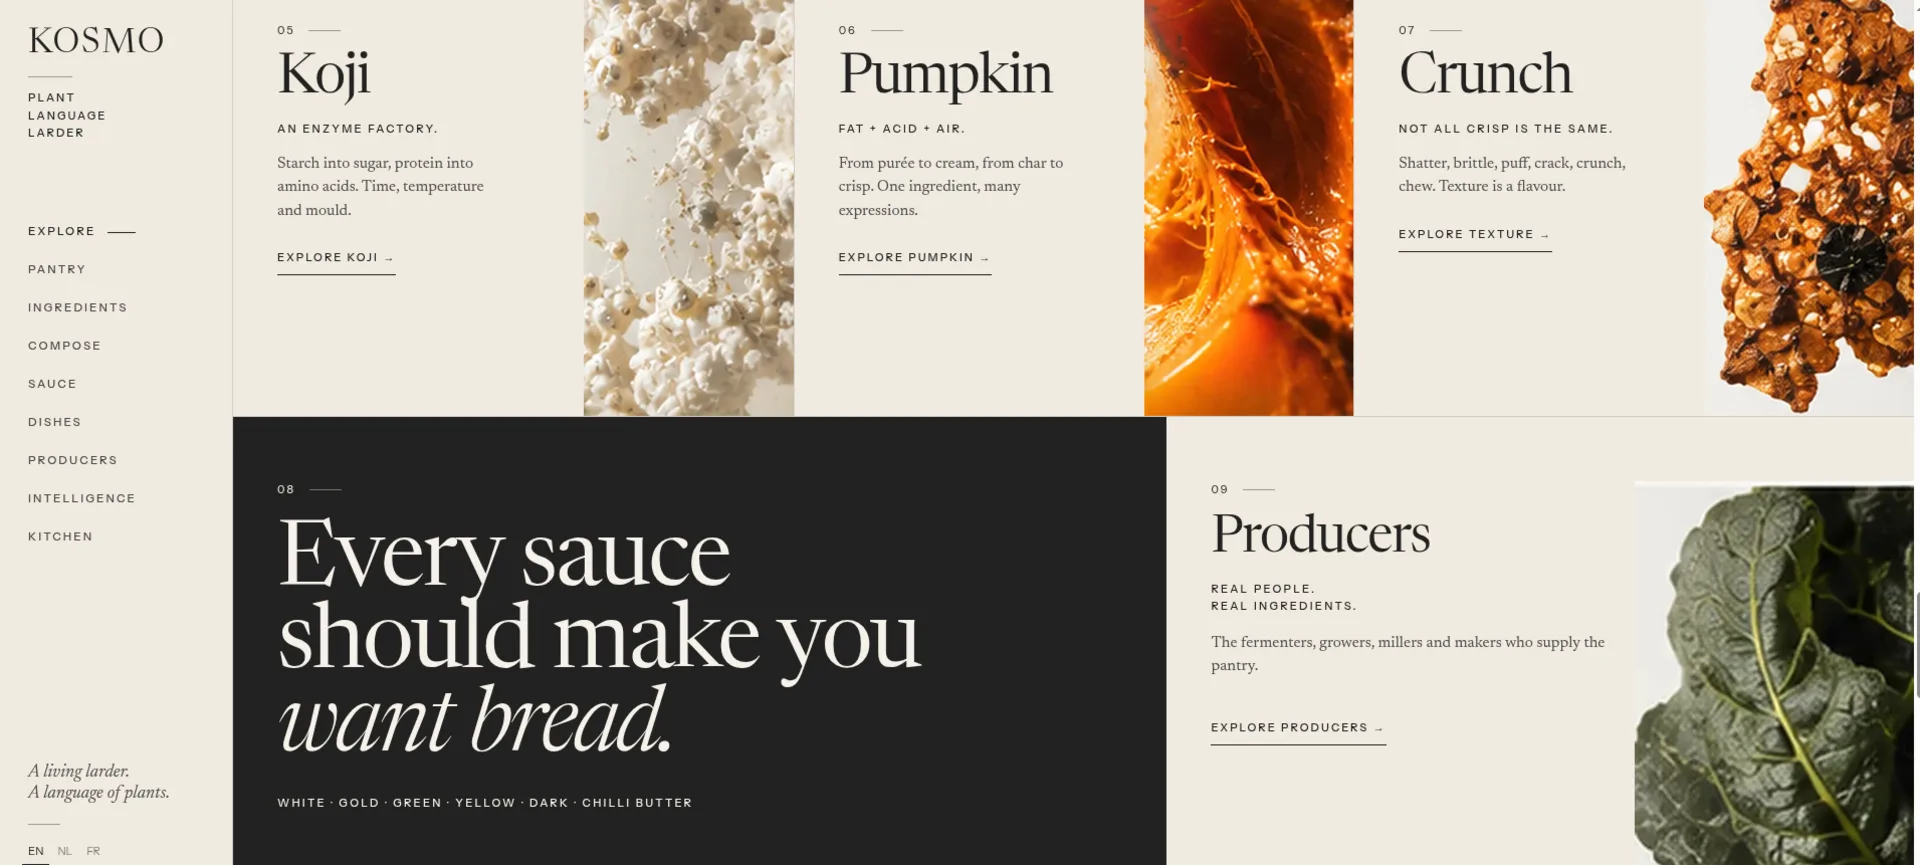 KOSMO
PLANT
LANGUAGE
LARDER
EXPLORE
PANTRY
INGREDIENTS
COMPOSE
SAUCE
DISHES
PRODUCERS
INTELLIGENCE
KITCHEN
A living larder.
A language of plants.
EN NL FR
05
Koji
AN ENZYME FACTORY.
Starch into sugar, protein into
amino acids. Time, temperature
and mould.
EXPLORE KOJI →
06
Pumpkin
FAT + ACID + AIR.
From purée to cream, from char to
crisp. One ingredient, many
expressions.
EXPLORE PUMPKIN →
07
Crunch
NOT ALL CRISP IS THE SAME.
Shatter, brittle, puff, crack, crunch,
chew. Texture is a flavour.
EXPLORE TEXTURE →
08
Every sauce
should make you
want bread.
WHITE · GOLD · GREEN · YELLOW · DARK · CHILLI BUTTER
09
Producers
REAL PEOPLE.
REAL INGREDIENTS.
The fermenters, growers, millers and makers who supply the
pantry.
EXPLORE PRODUCERS →